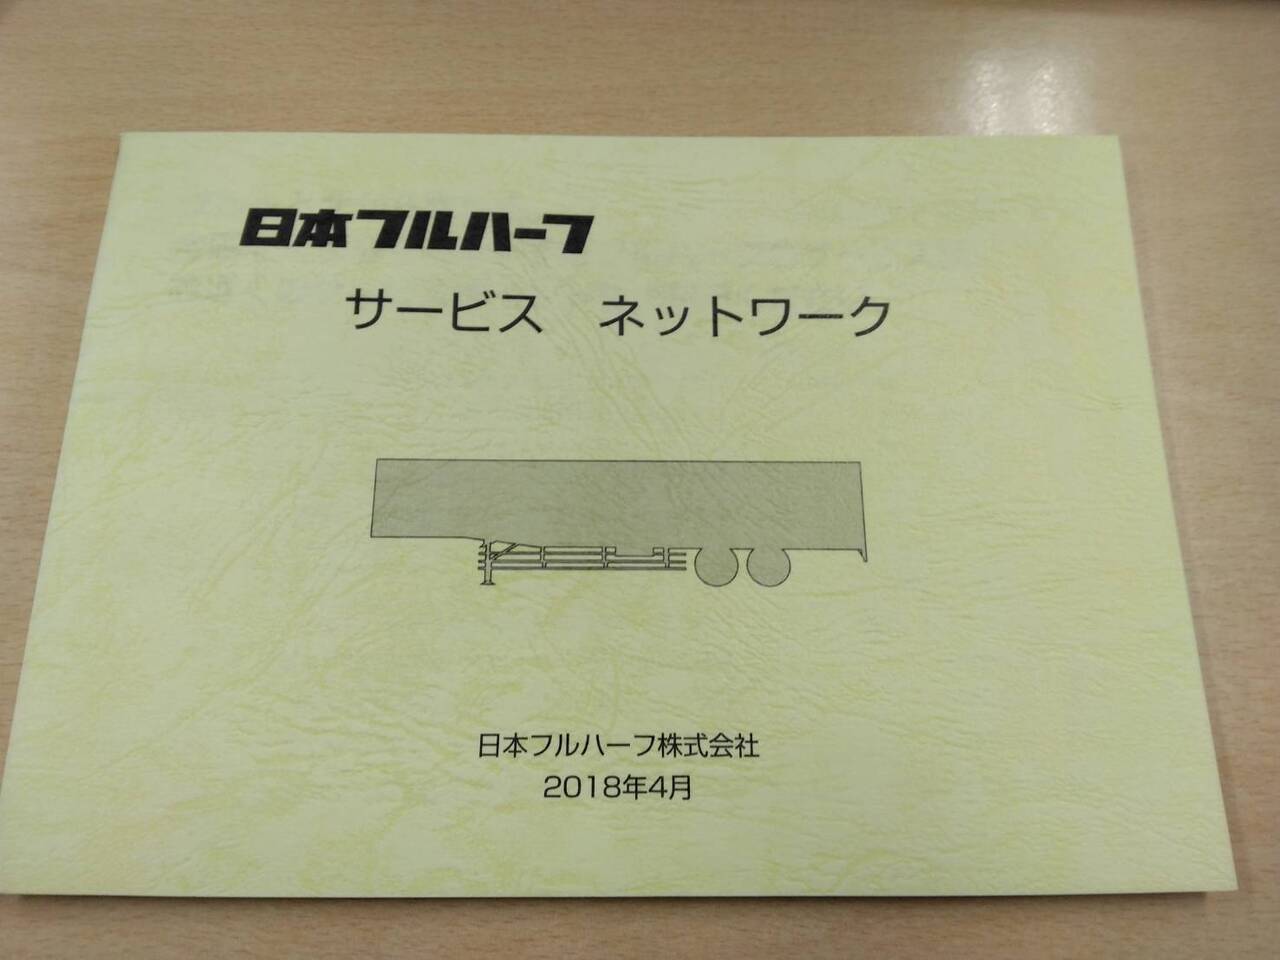 日本フルハーフ
サービス ネットワーク
日本フルハーフ株式会社
2018年4月